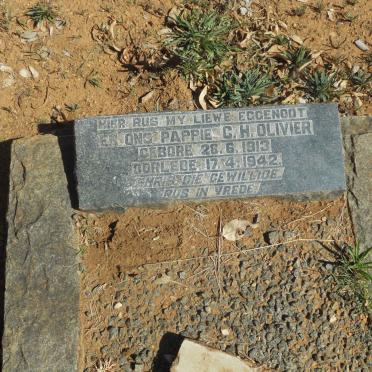 HIER RUS MY LIEWE EGGENOOT
EN ONS PAPPIE C.H. OLIVIER
GEBORE 28.6.1913
OORLEDE 17.4.1942.
GEWILLIGE
RUS IN VREDE